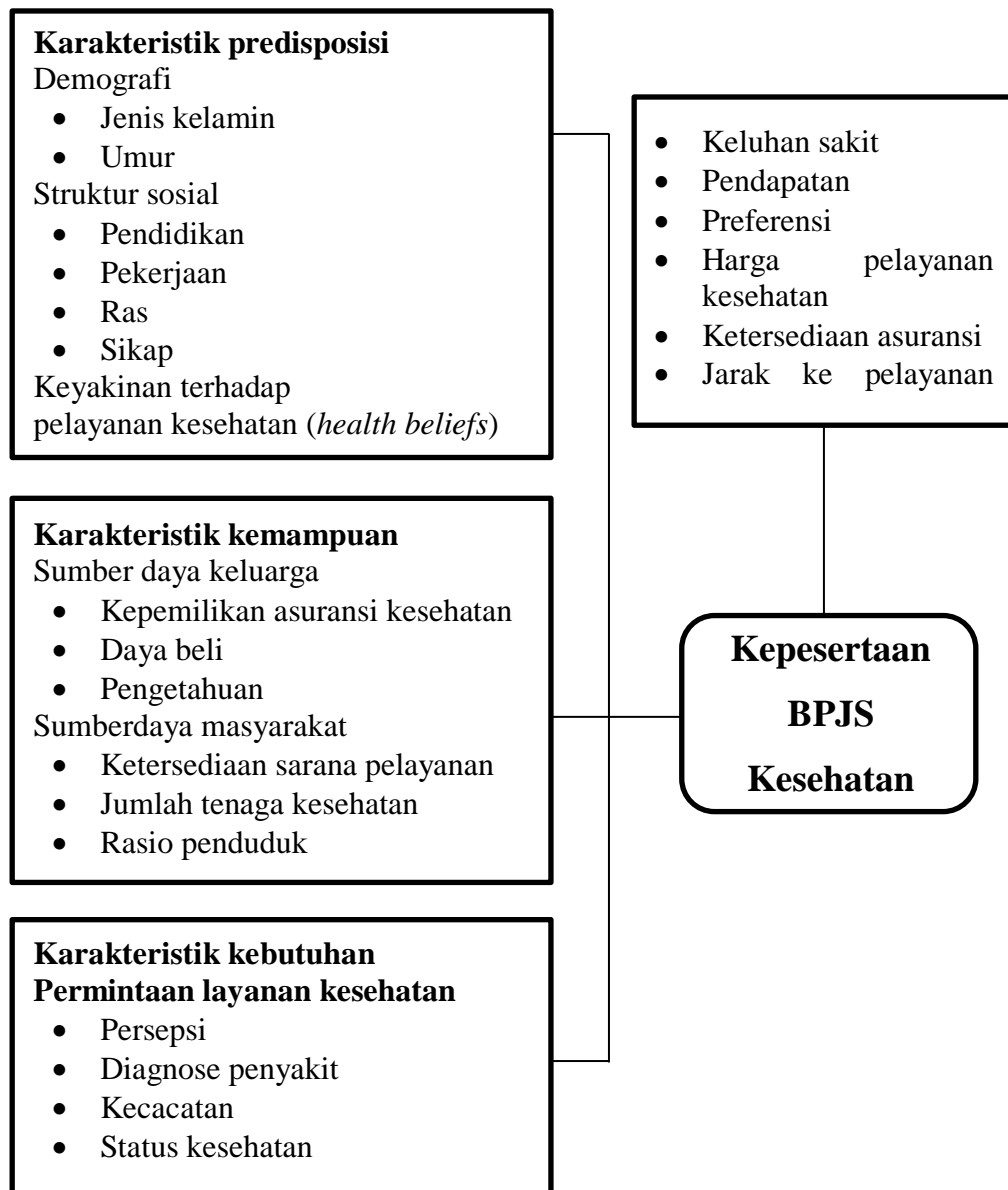 Karakteristik predisposisi
Demografi
• Jenis kelamin
• Umur
Struktur sosial
• Pendidikan
• Pekerjaan
• Ras
• Sikap
Keyakinan terhadap
pelayanan kesehatan (health beliefs)
• Keluhan sakit
• Pendapatan
• Preferensi
• Harga pelayanan
kesehatan
• Ketersediaan asuransi
• Jarak ke pelayanan
Karakteristik kemampuan
Sumber daya keluarga
• Kepemilikan asuransi kesehatan
• Daya beli
• Pengetahuan
Sumberdaya masyarakat
• Ketersediaan sarana pelayanan
• Jumlah tenaga kesehatan
• Rasio penduduk
Kepesertaan
BPJS
Kesehatan
Karakteristik kebutuhan
Permintaan layanan kesehatan
• Persepsi
• Diagnose penyakit
• Kecacatan
• Status kesehatan